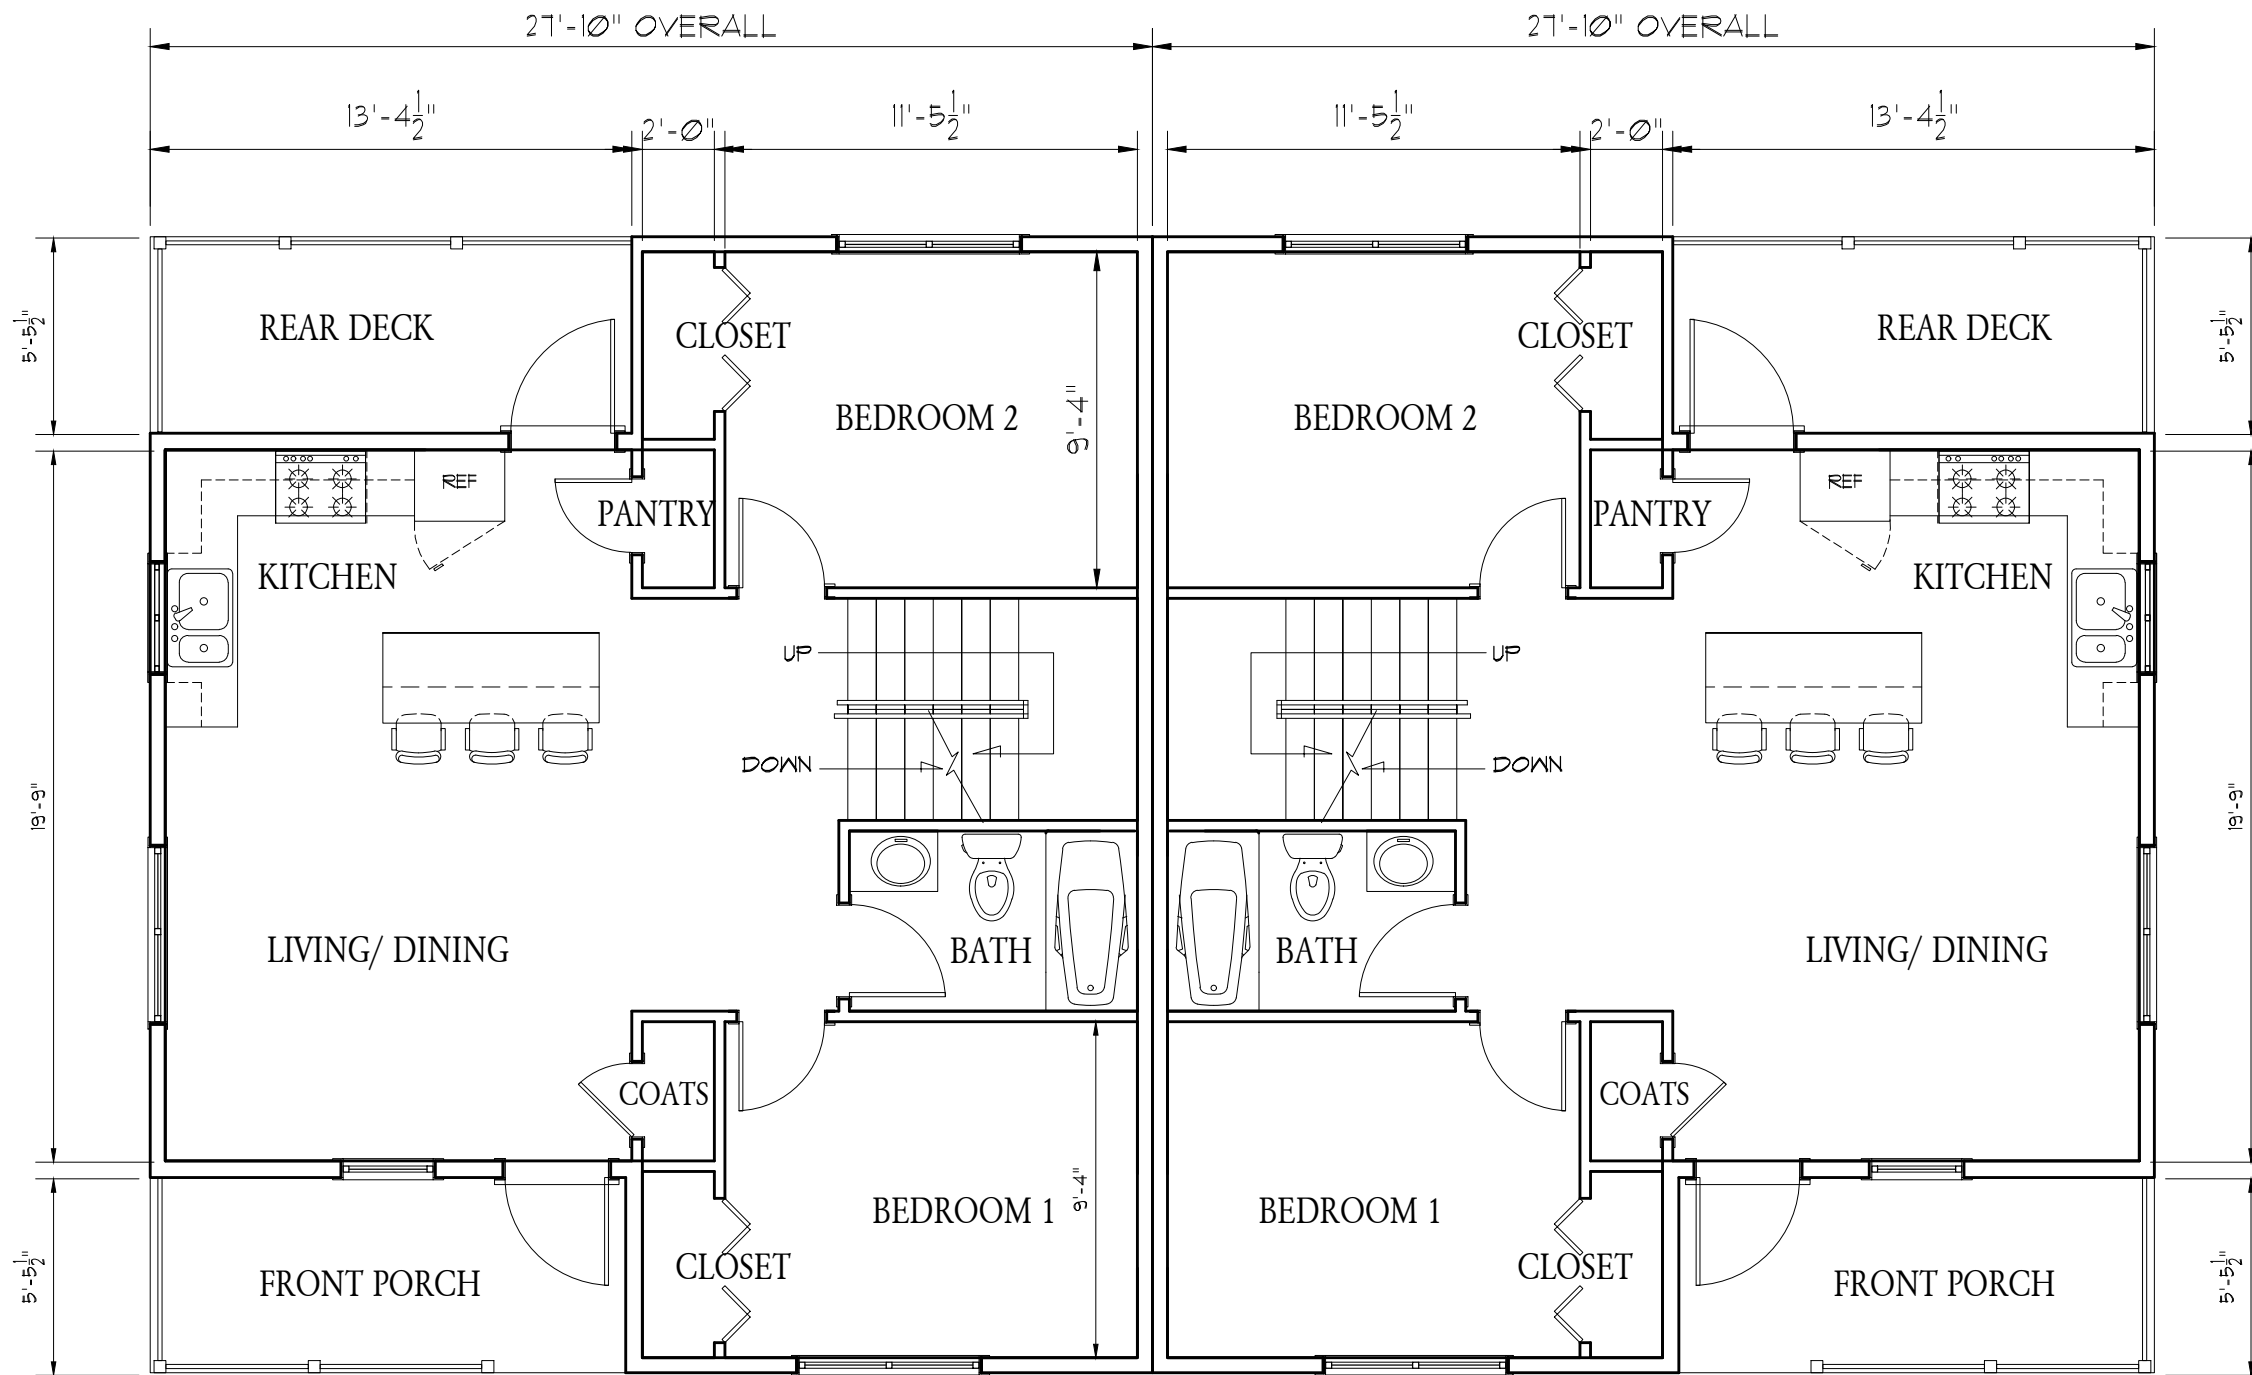 27'-10" OVERALL
27'-10" OVERALL
13'-4 1/2"
2'-0"
11'-5 1/2"
11'-5 1/2"
2'-0"
13'-4 1/2"
5'-5 1/2"
REAR DECK
CLOSET
CLOSET
REAR DECK
5'-5 1/2"
BEDROOM 2
9'-4"
BEDROOM 2
REF
REF
PANTRY
PANTRY
KITCHEN
KITCHEN
UP
UP
DOWN
DOWN
19'-9"
19'-9"
LIVING/ DINING
BATH
BATH
LIVING/ DINING
COATS
COATS
BEDROOM 1
9'-4"
BEDROOM 1
5'-5 1/2"
FRONT PORCH
CLOSET
CLOSET
FRONT PORCH
5'-5 1/2"